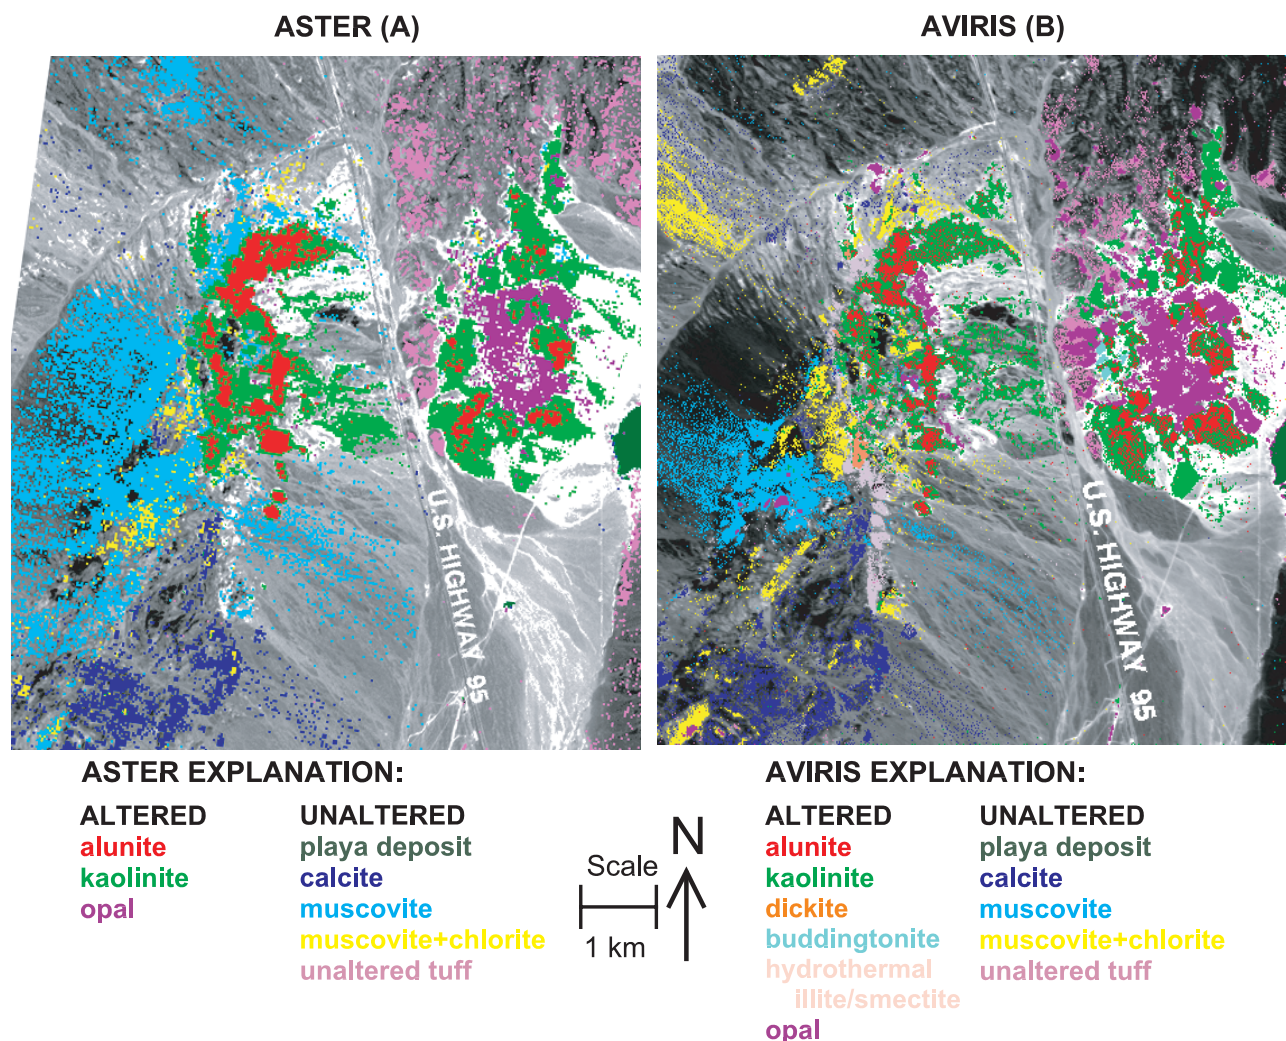 ASTER (A)
AVIRIS (B)
U.S. HIGHWAY 95
U.S. HIGHWAY 95
ASTER EXPLANATION:
ALTERED
alunite
kaolinite
opal
UNALTERED
playa deposit
calcite
muscovite
muscovite+chlorite
unaltered tuff
Scale
1 km
N
AVIRIS EXPLANATION:
ALTERED
alunite
kaolinite
dickite
buddingtonite
hydrothermal
illite/smectite
opal
UNALTERED
playa deposit
calcite
muscovite
muscovite+chlorite
unaltered tuff